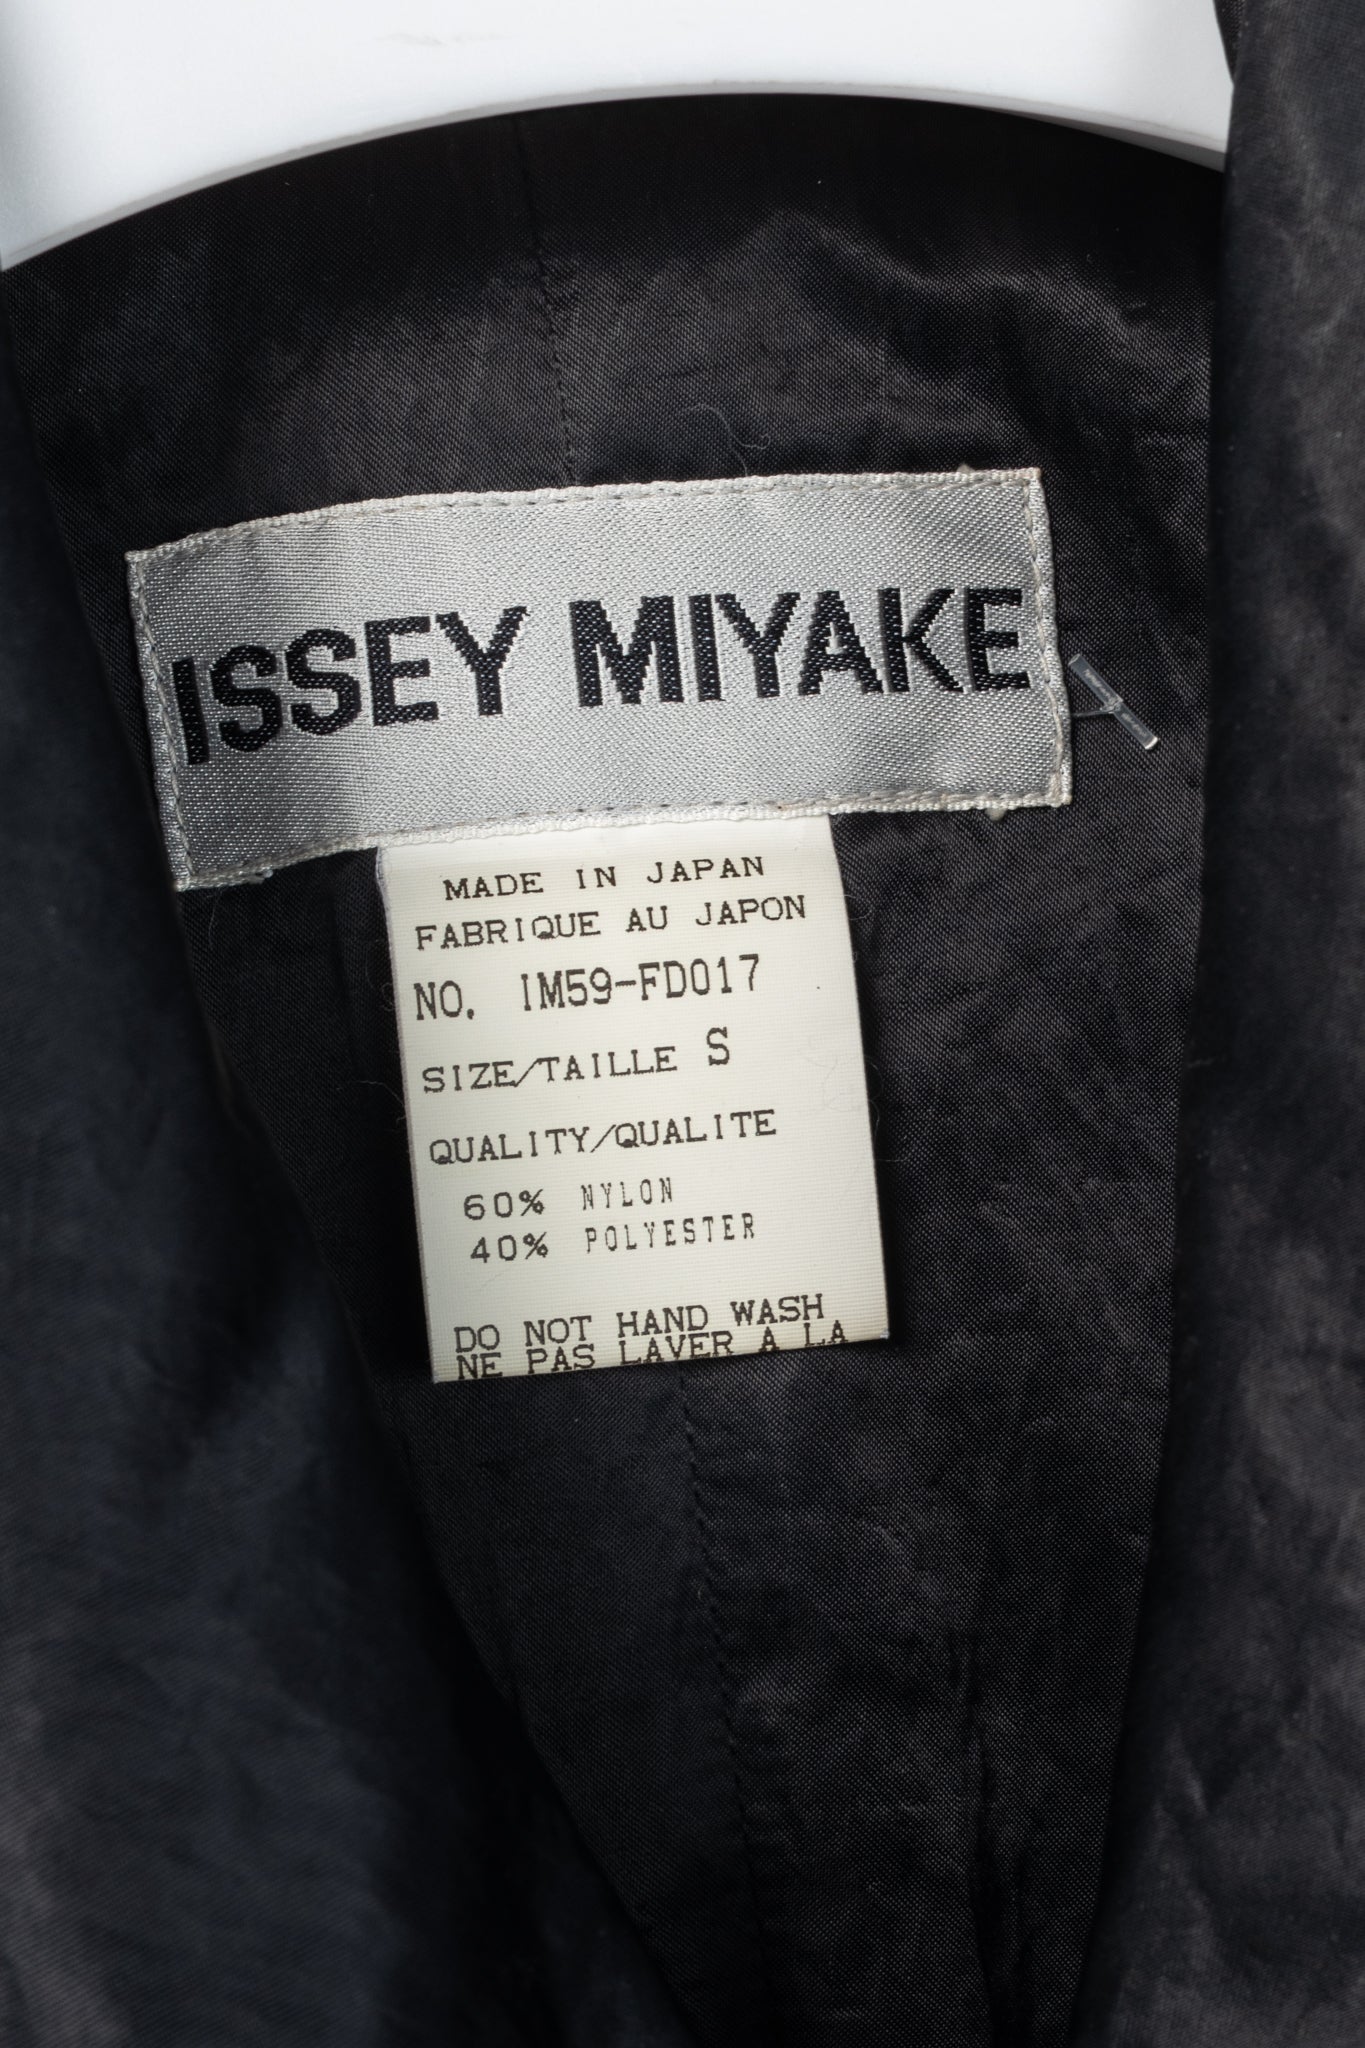 ISSEY MIYAKE
MADE IN JAPAN
FABRIQUE AU JAPON
NO. IM59-FD017
SIZE/TAILLE S
QUALITY/QUALITE
60% NYLON
40% POLYESTER
DO NOT HAND WASH
NE PAS LAVER A LA